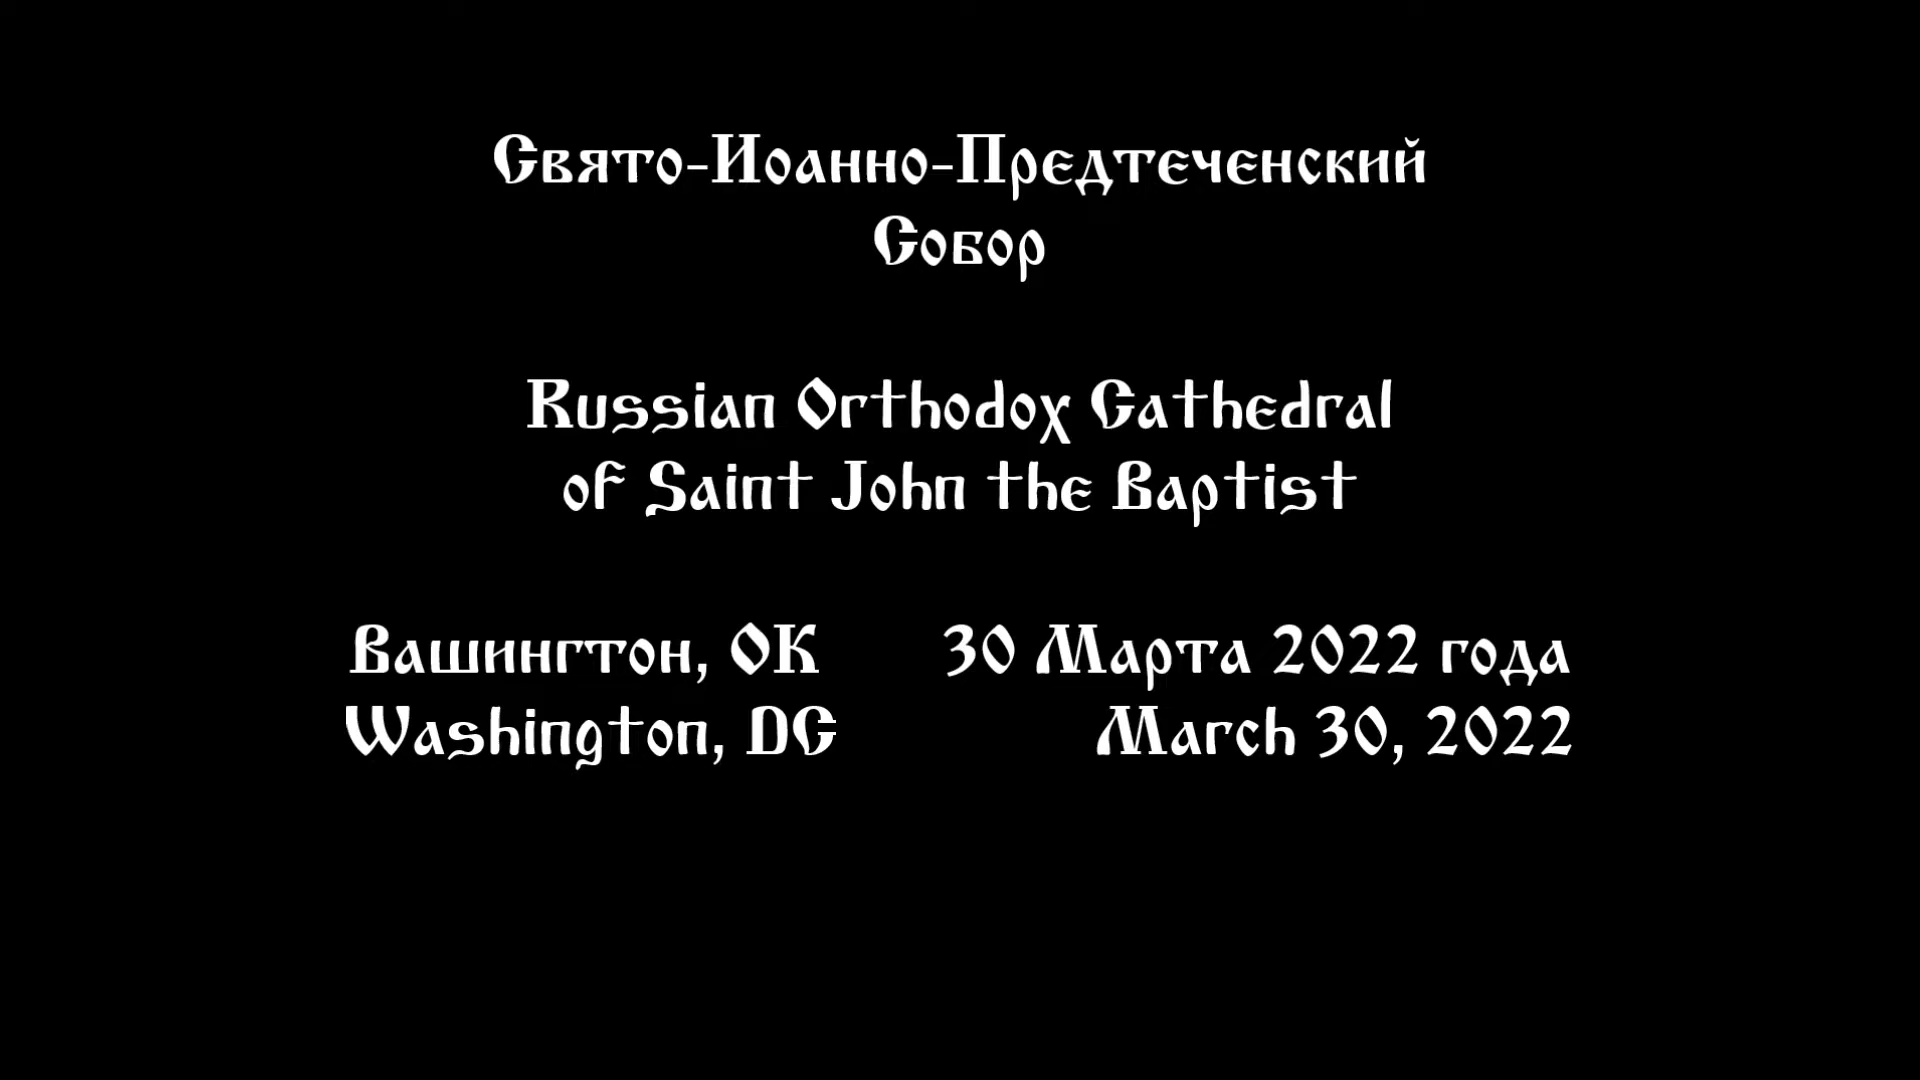 Свято-Иоанно-Предтеченский
Собор
Russian Orthodox Cathedral
of Saint John the Baptist
Вашингтон, ОК 30 Марта 2022 года
Washington, DC March 30, 2022